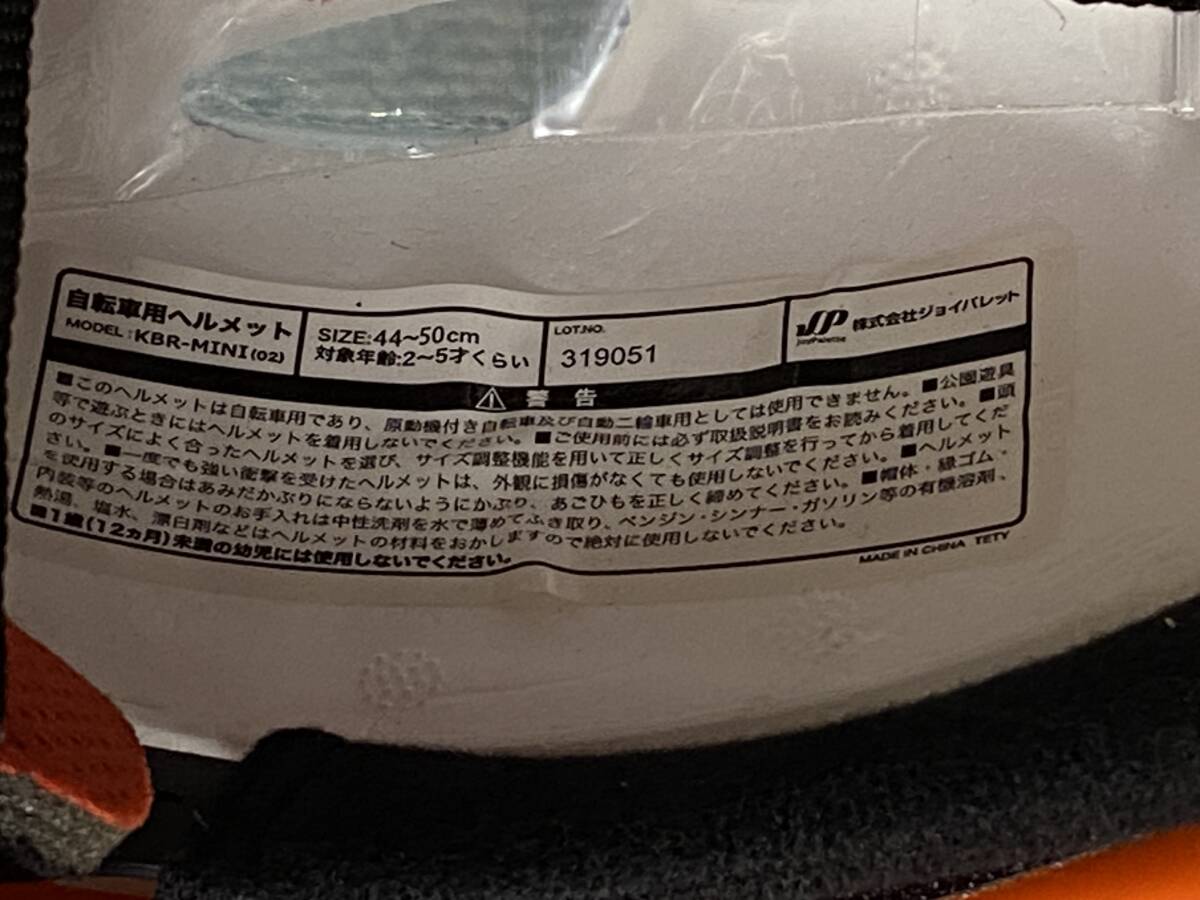 自転車用ヘルメット
MODEL:KBR-MINI(02)
SIZE:44~50cm
対象年齢:2~5才くらい
LOT.NO.
319051
JP
joyPalette
株式会社ジョイパレット
⚠ 警告
■このヘルメットは自転車用であり、原動機付き自転車及び自動二輪車用としては使用できません。■公園遊具
等で遊ぶときにはヘルメットを着用しないでください。■ご使用前には必ず取扱説明書をお読みください。■頭
のサイズによく合ったヘルメットを選び、サイズ調整機能を用いて正しくサイズ調整を行ってから着用してくだ
さい。■一度でも強い衝撃を受けたヘルメットは、外観に損傷がなくても使用しないでください。■ヘルメット
を使用する場合はあみだかぶりにならないようにかぶり、あごひもを正しく締めてください。■帽体・縁ゴム・
内装等のヘルメットのお手入れは中性洗剤を水で薄めてふき取り、ベンジン・シンナー・ガソリン等の有機溶剤、
熱湯、塩水、漂白剤などはヘルメットの材料をおかしますので絶対に使用しないでください。
■1歳(12ヵ月)未満の幼児には使用しないでください。
MADE IN CHINA TETY